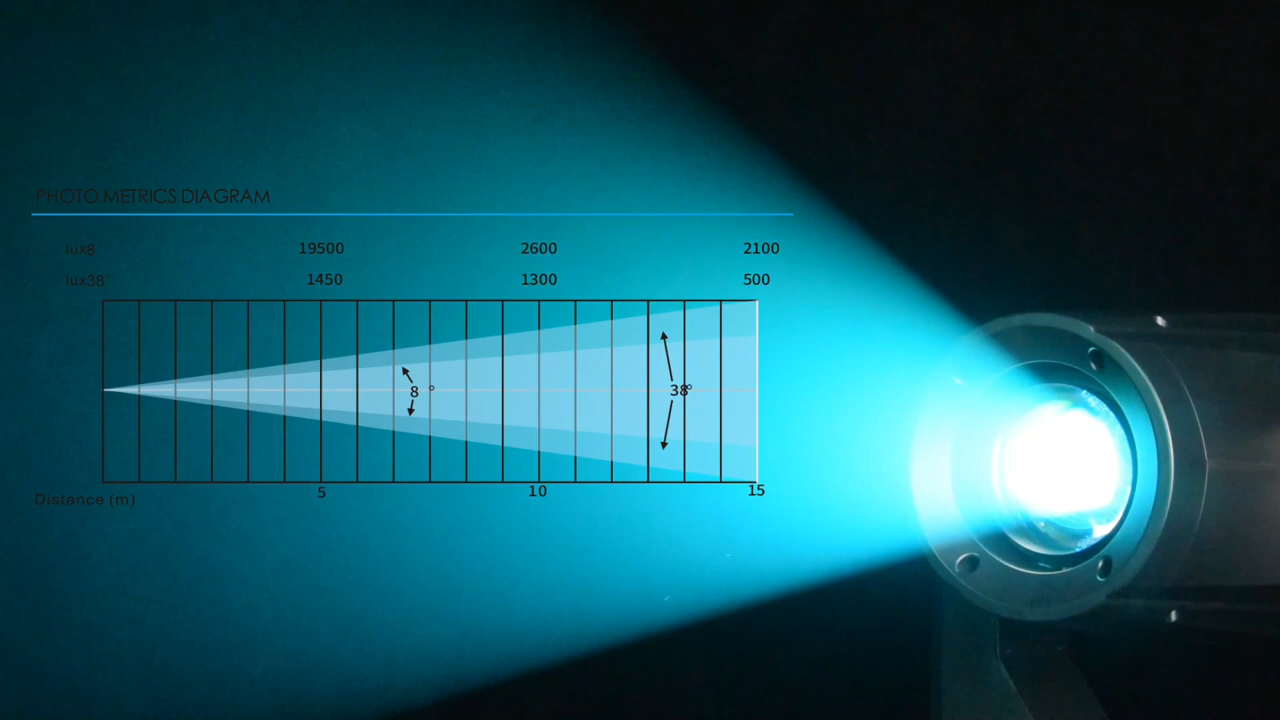 PHOTO METRICS DIAGRAM
lux8 19500 2600 2100
lux38 1450 1300 500
8 °
38°
5 10 15
Distance (m)